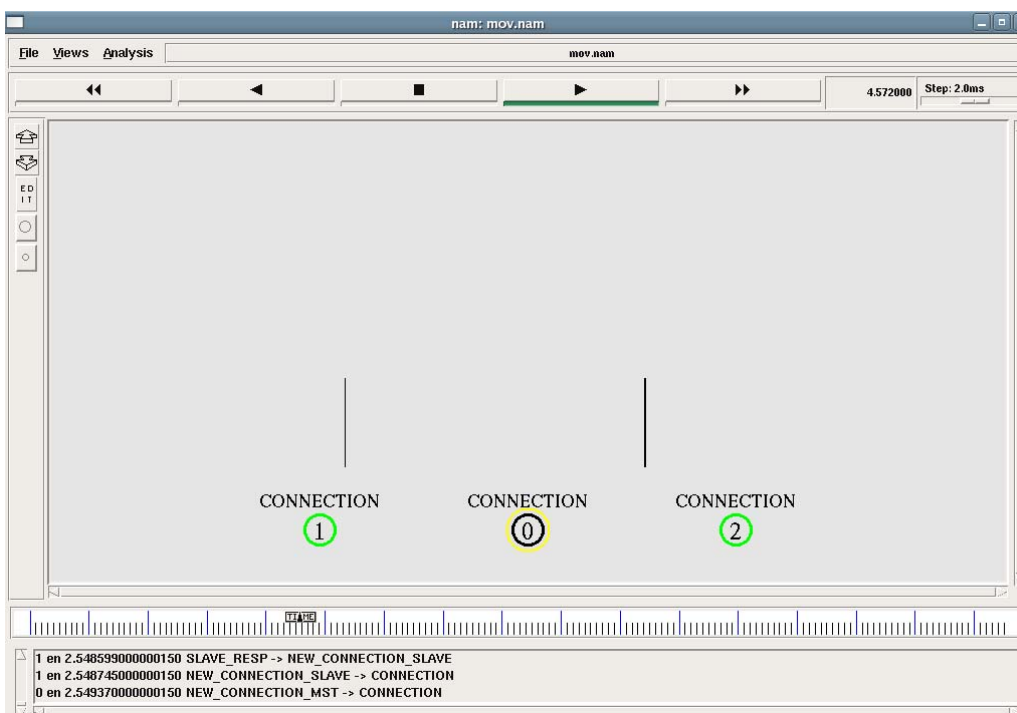 nam: mov.nam
File Views Analysis mov.nam
4.572000 Step: 2.0ms
E D
I T
CONNECTION CONNECTION CONNECTION
1 0 2
TIME
1 en 2.548599000000150 SLAVE_RESP -> NEW_CONNECTION_SLAVE
1 en 2.548745000000150 NEW_CONNECTION_SLAVE -> CONNECTION
0 en 2.549370000000150 NEW_CONNECTION_MST -> CONNECTION